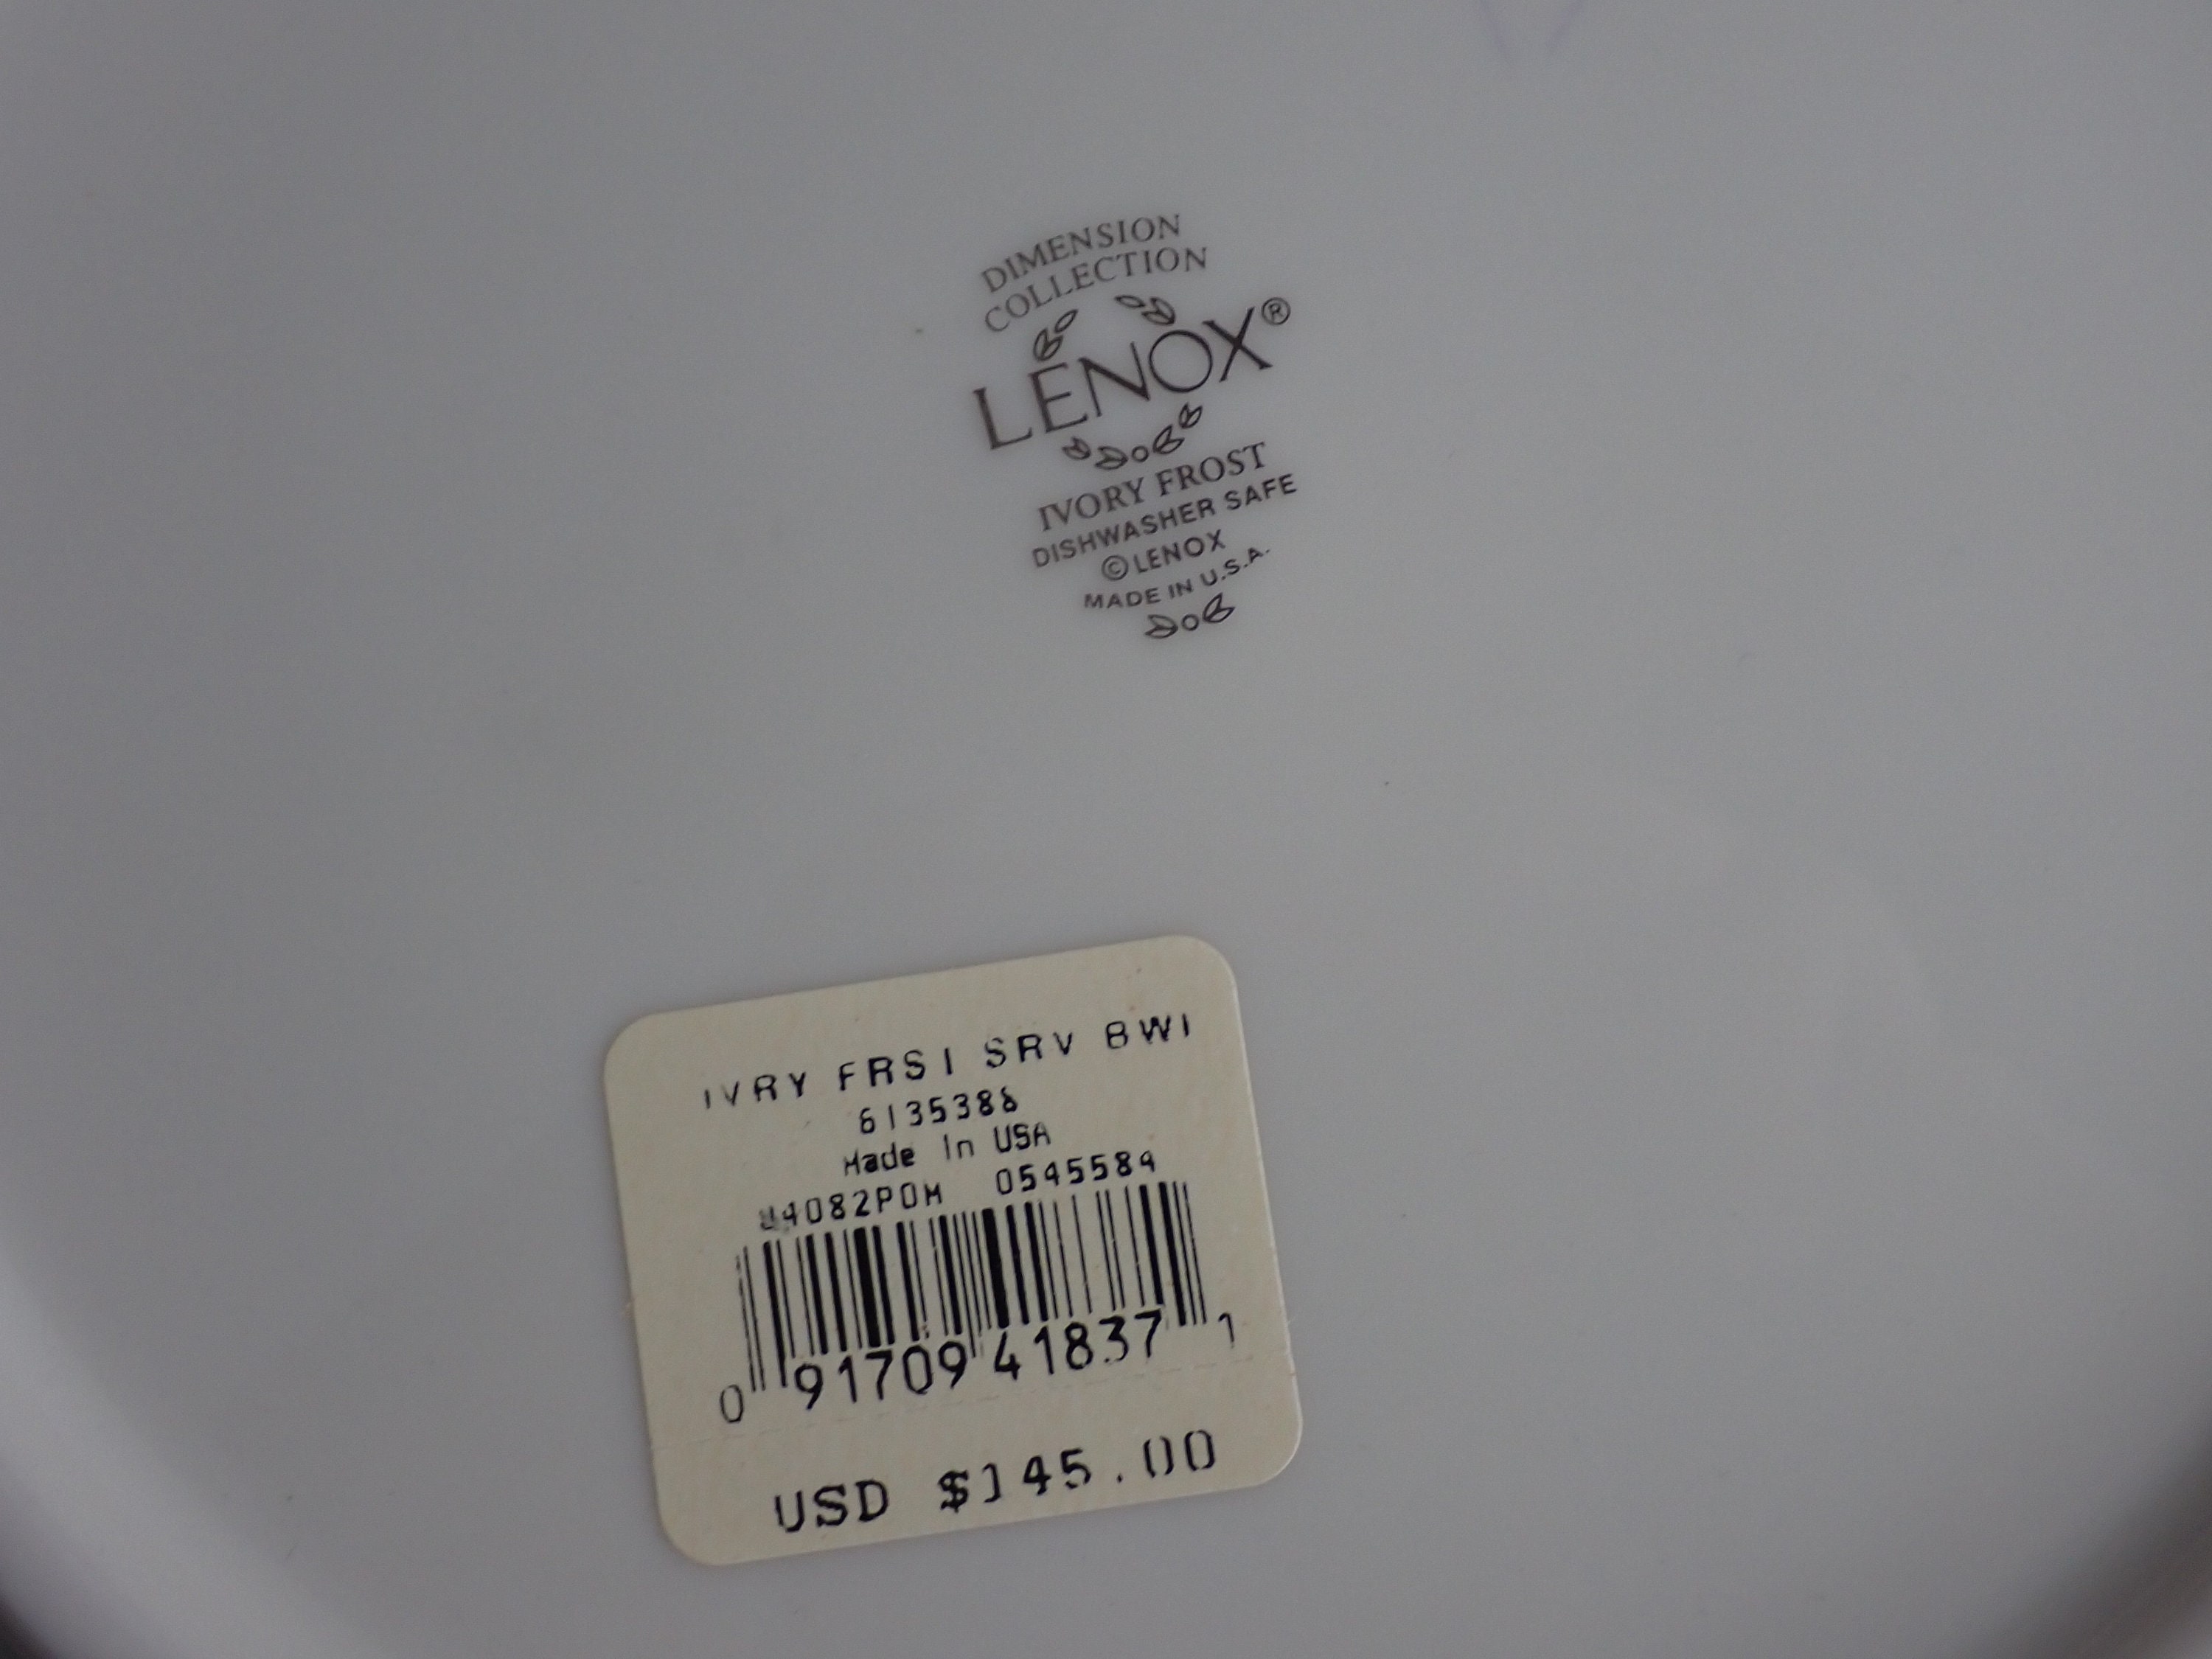 DIMENSION
COLLECTION
LENOX®
IVORY FROST
DISHWASHER SAFE
©LENOX
MADE IN U.S.A.
IVRY FRST SRV BWL
6135388
Made In USA
4082POM 0545584
0 91709 41837 1
USD $145.00